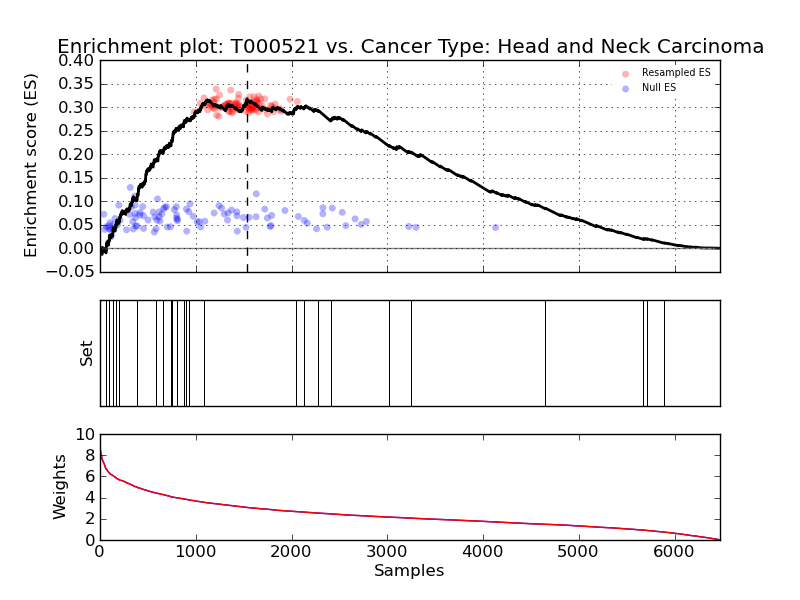 Enrichment plot: T000521 vs. Cancer Type: Head and Neck Carcinoma
Enrichment score (ES)
0.40
0.35
0.30
0.25
0.20
0.15
0.10
0.05
0.00
−0.05
Resampled ES
Null ES
Set
Weights
10
8
6
4
2
0
0 1000 2000 3000 4000 5000 6000
Samples